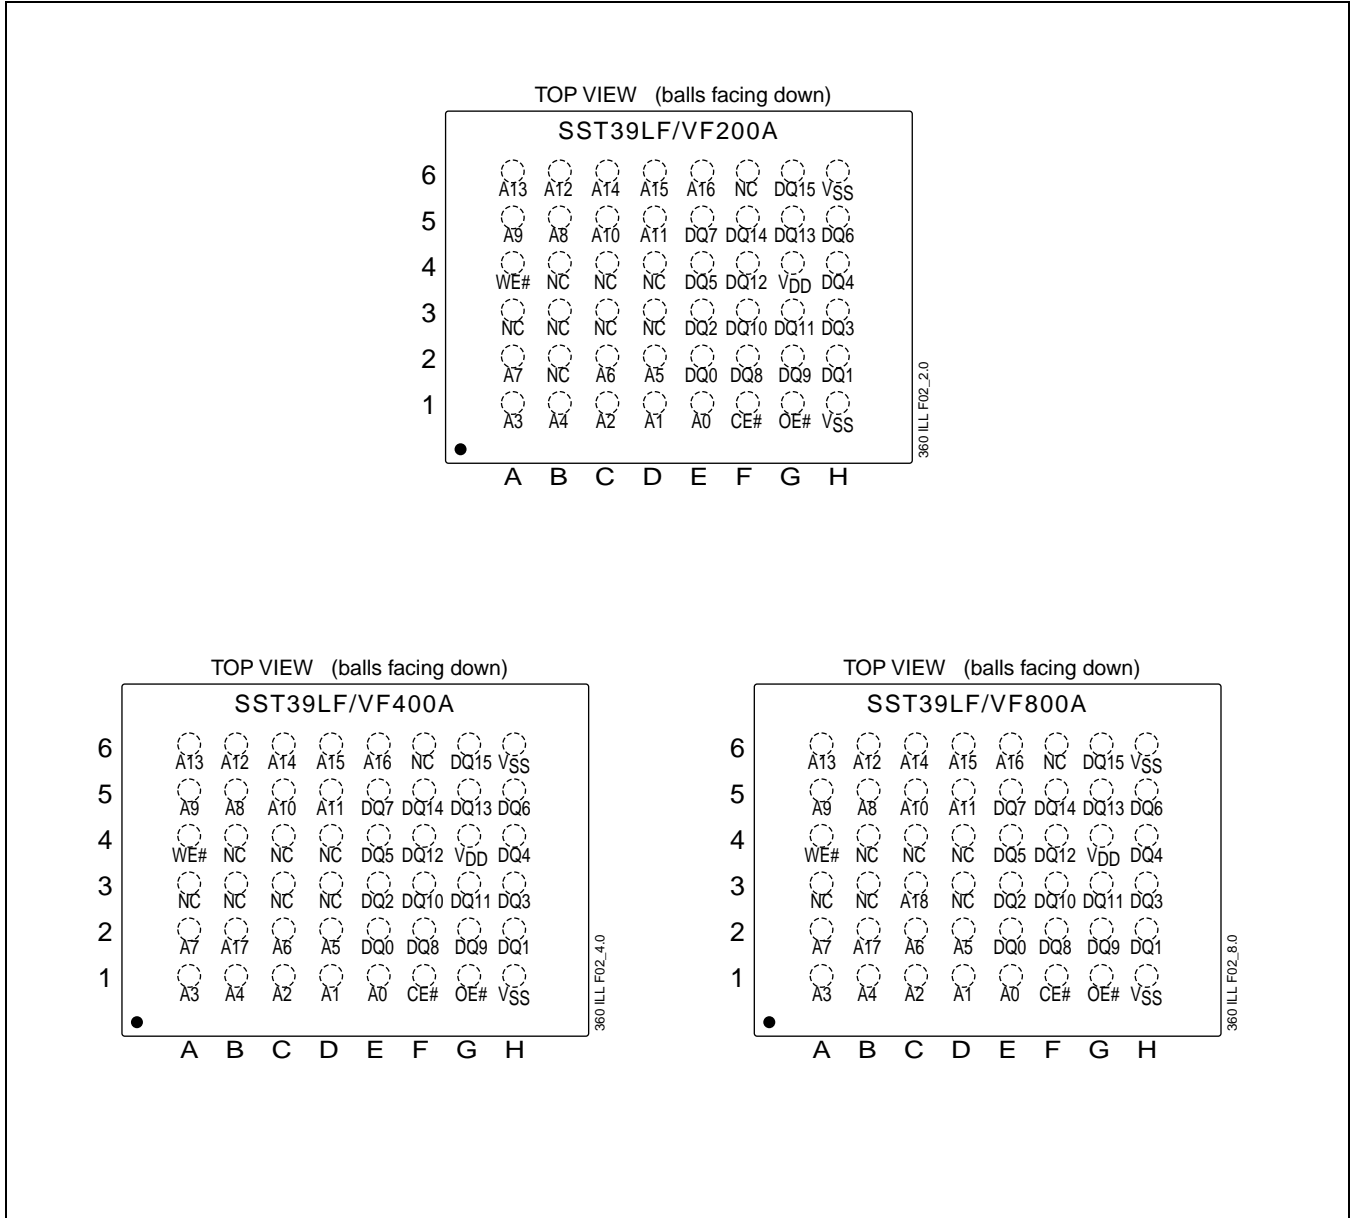 TOP VIEW (balls facing down)
SST39LF/VF200A
6 A13 A12 A14 A15 A16 NC DQ15 VSS
5 A9 A8 A10 A11 DQ7 DQ14 DQ13 DQ6
4 WE# NC NC NC DQ5 DQ12 VDD DQ4
3 NC NC NC NC DQ2 DQ10 DQ11 DQ3
2 A7 NC A6 A5 DQ0 DQ8 DQ9 DQ1
1 A3 A4 A2 A1 A0 CE# OE# VSS
A B C D E F G H
360 ILL F02_2.0
TOP VIEW (balls facing down)
SST39LF/VF400A
6 A13 A12 A14 A15 A16 NC DQ15 VSS
5 A9 A8 A10 A11 DQ7 DQ14 DQ13 DQ6
4 WE# NC NC NC DQ5 DQ12 VDD DQ4
3 NC NC NC NC DQ2 DQ10 DQ11 DQ3
2 A7 A17 A6 A5 DQ0 DQ8 DQ9 DQ1
1 A3 A4 A2 A1 A0 CE# OE# VSS
A B C D E F G H
360 ILL F02_4.0
TOP VIEW (balls facing down)
SST39LF/VF800A
6 A13 A12 A14 A15 A16 NC DQ15 VSS
5 A9 A8 A10 A11 DQ7 DQ14 DQ13 DQ6
4 WE# NC NC NC DQ5 DQ12 VDD DQ4
3 NC NC A18 NC DQ2 DQ10 DQ11 DQ3
2 A7 A17 A6 A5 DQ0 DQ8 DQ9 DQ1
1 A3 A4 A2 A1 A0 CE# OE# VSS
A B C D E F G H
360 ILL F02_8.0